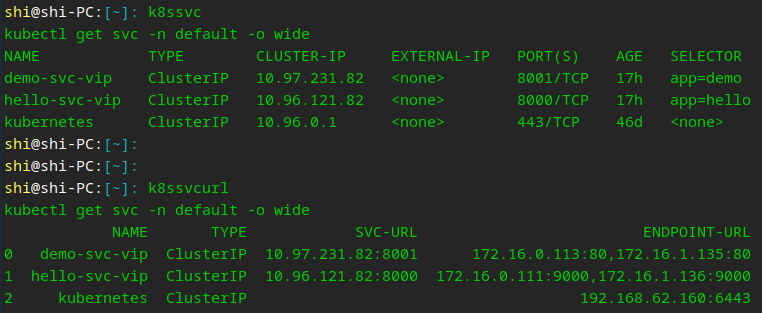 shi@shi-PC:[~]: k8ssvc
kubectl get svc -n default -o wide
NAME TYPE CLUSTER-IP EXTERNAL-IP PORT(S) AGE SELECTOR
demo-svc-vip ClusterIP 10.97.231.82 <none> 8001/TCP 17h app=demo
hello-svc-vip ClusterIP 10.96.121.82 <none> 8000/TCP 17h app=hello
kubernetes ClusterIP 10.96.0.1 <none> 443/TCP 46d <none>
shi@shi-PC:[~]:
shi@shi-PC:[~]:
shi@shi-PC:[~]: k8ssvcurl
kubectl get svc -n default -o wide
NAME TYPE SVC-URL ENDPOINT-URL
0 demo-svc-vip ClusterIP 10.97.231.82:8001 172.16.0.113:80,172.16.1.135:80
1 hello-svc-vip ClusterIP 10.96.121.82:8000 172.16.0.111:9000,172.16.1.136:9000
2 kubernetes ClusterIP 192.168.62.160:6443